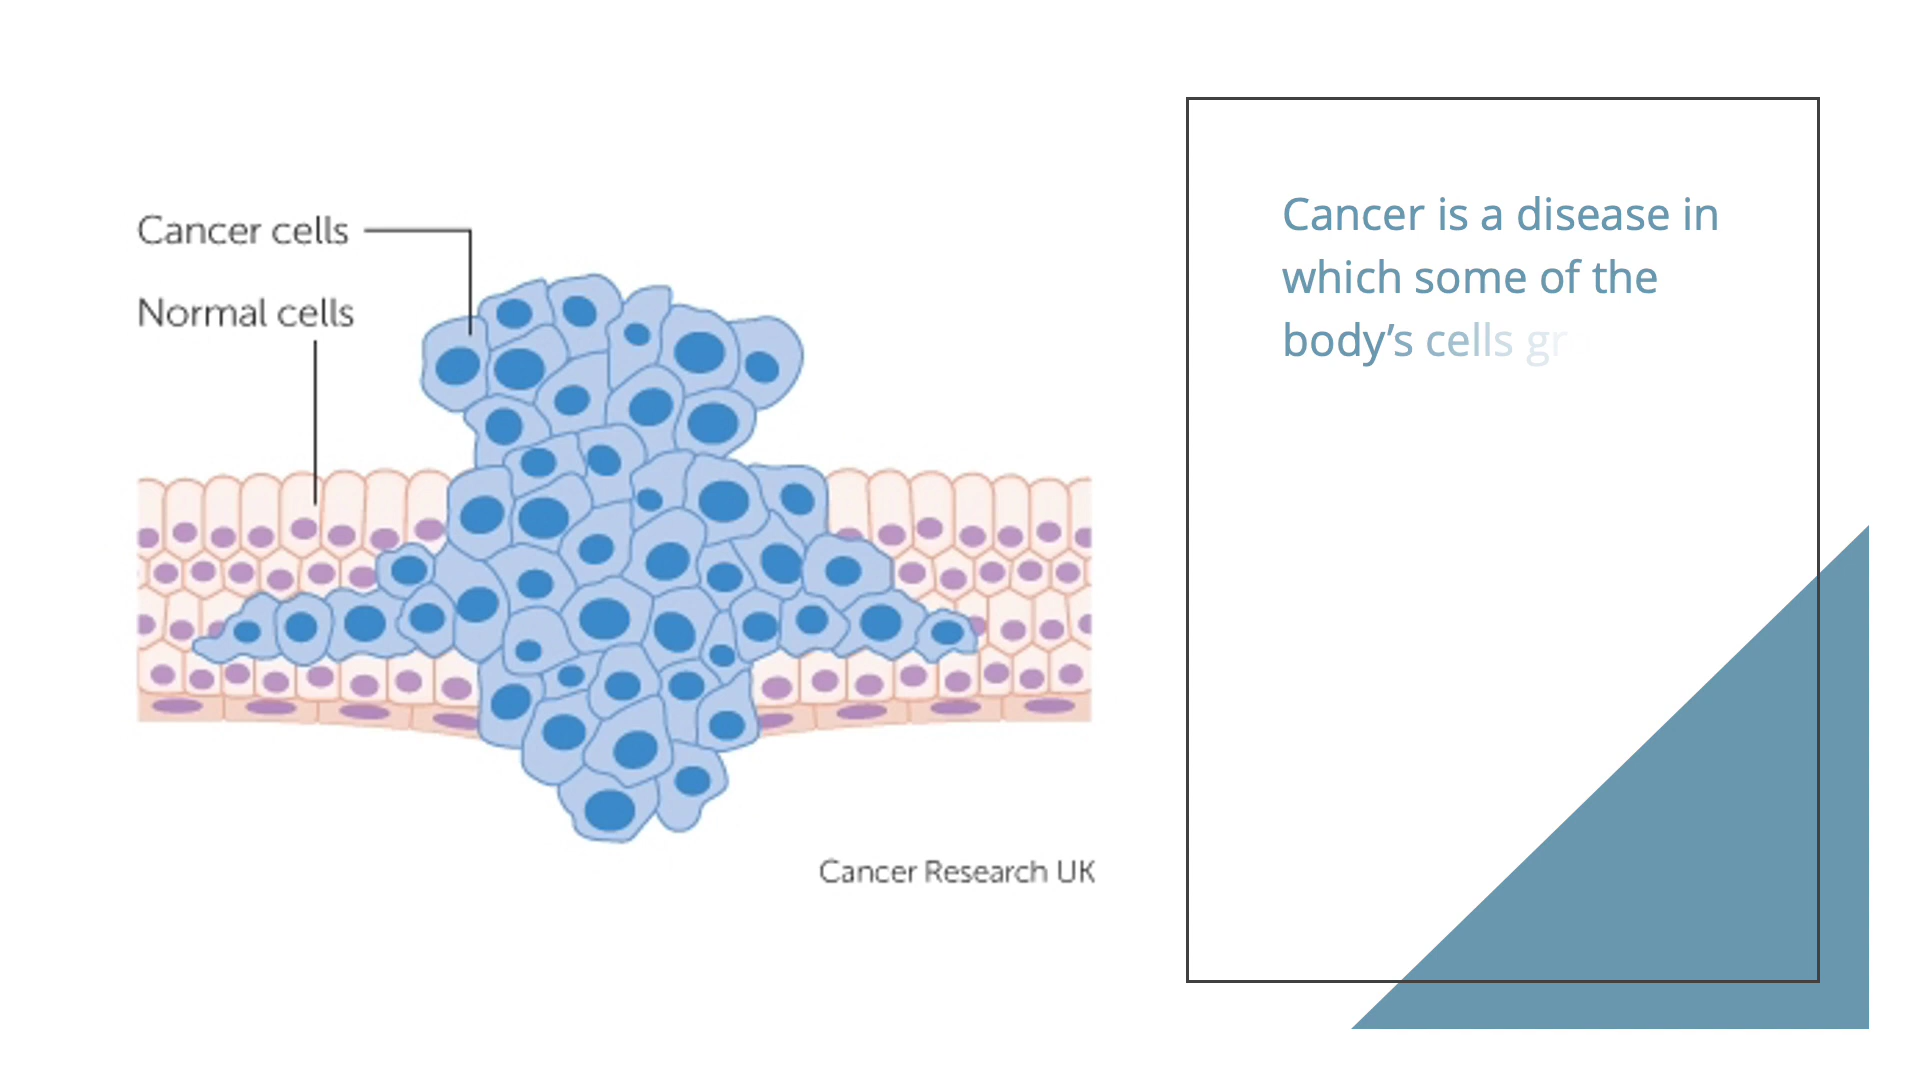 Cancer cells
Normal cells
Cancer Research UK
Cancer is a disease in
which some of the
body’s cells